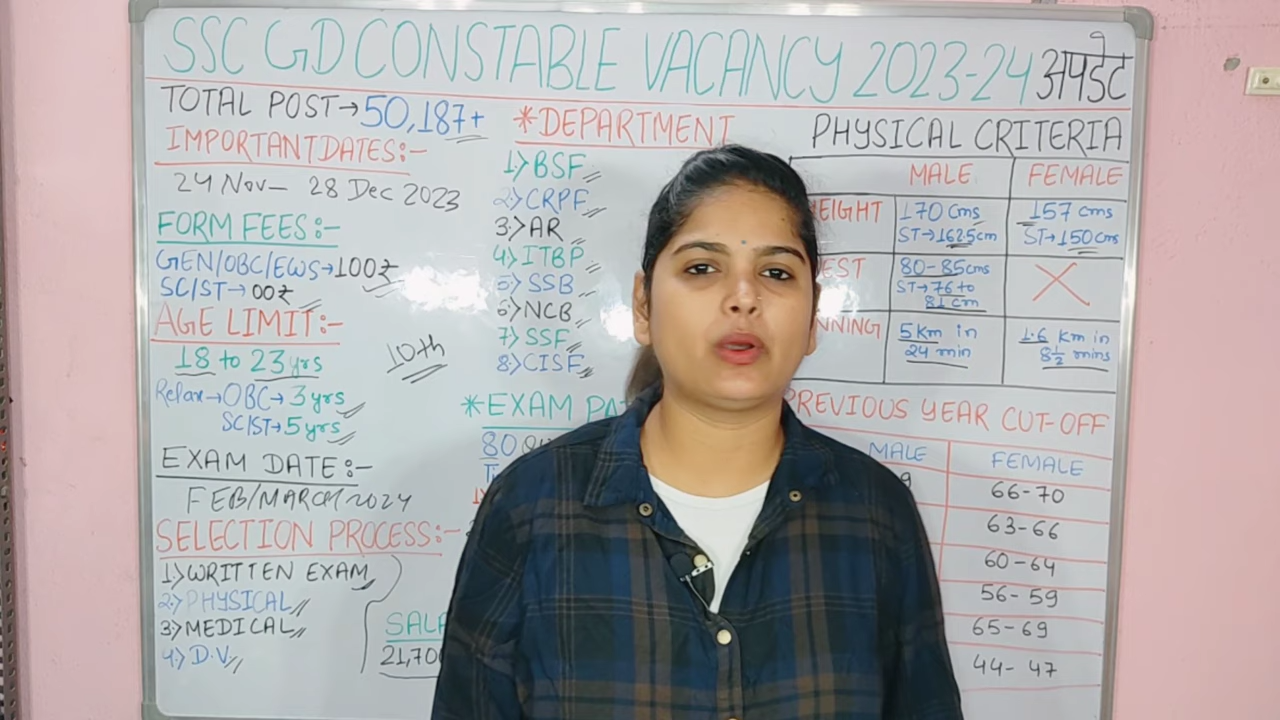 SSC GD CONSTABLE VACANCY 2023-24 अपडेट
TOTAL POST→50,187+
IMPORTANT DATES:-
24 Nov- 28 Dec 2023
FORM FEES:-
GEN/OBC/EWS→100₹
SC/ST→00₹
AGE LIMIT:-
18 to 23 yrs
10th
Relax→OBC→3 yrs
SC/ST→5 yrs
EXAM DATE:-
FEB/MARCH/2024
SELECTION PROCESS:-
1.>WRITTEN EXAM
2.>PHYSICAL
3>MEDICAL
4.>D.V
21,700
*DEPARTMENT
1>BSF
2.>CRPF
3.>AR
4>ITBP
5>SSB
6>NCB
7>SSF
8.>CISF
*EXAM
80
PHYSICAL CRITERIA
MALE FEMALE
170 cms 157 cms
ST→162.5cm ST→150 cms
80-85cms
ST→76 to
81 cm
5 km in 1.6 km in
24 min 8½ mins
PREVIOUS YEAR CUT-OFF
MALE FEMALE
66-70
63-66
60-64
56-59
65-69
44-47